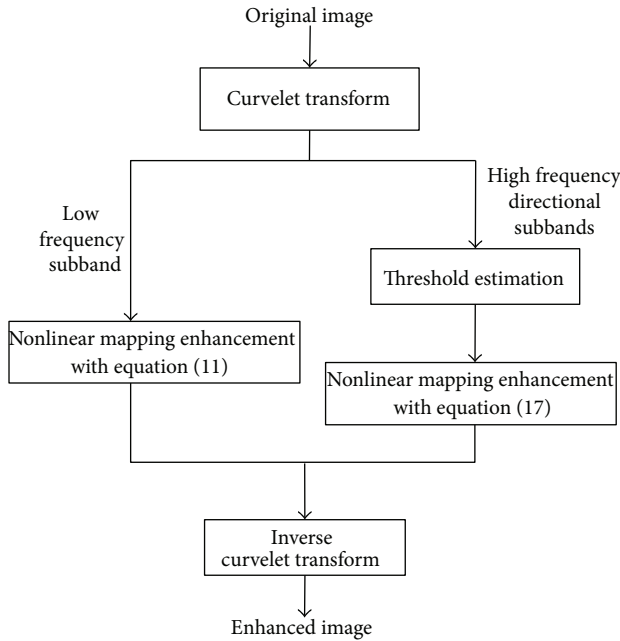 Original image
Curvelet transform
Low
frequency
subband
High frequency
directional
subbands
Threshold estimation
Nonlinear mapping enhancement
with equation (11)
Nonlinear mapping enhancement
with equation (17)
Inverse
curvelet transform
Enhanced image